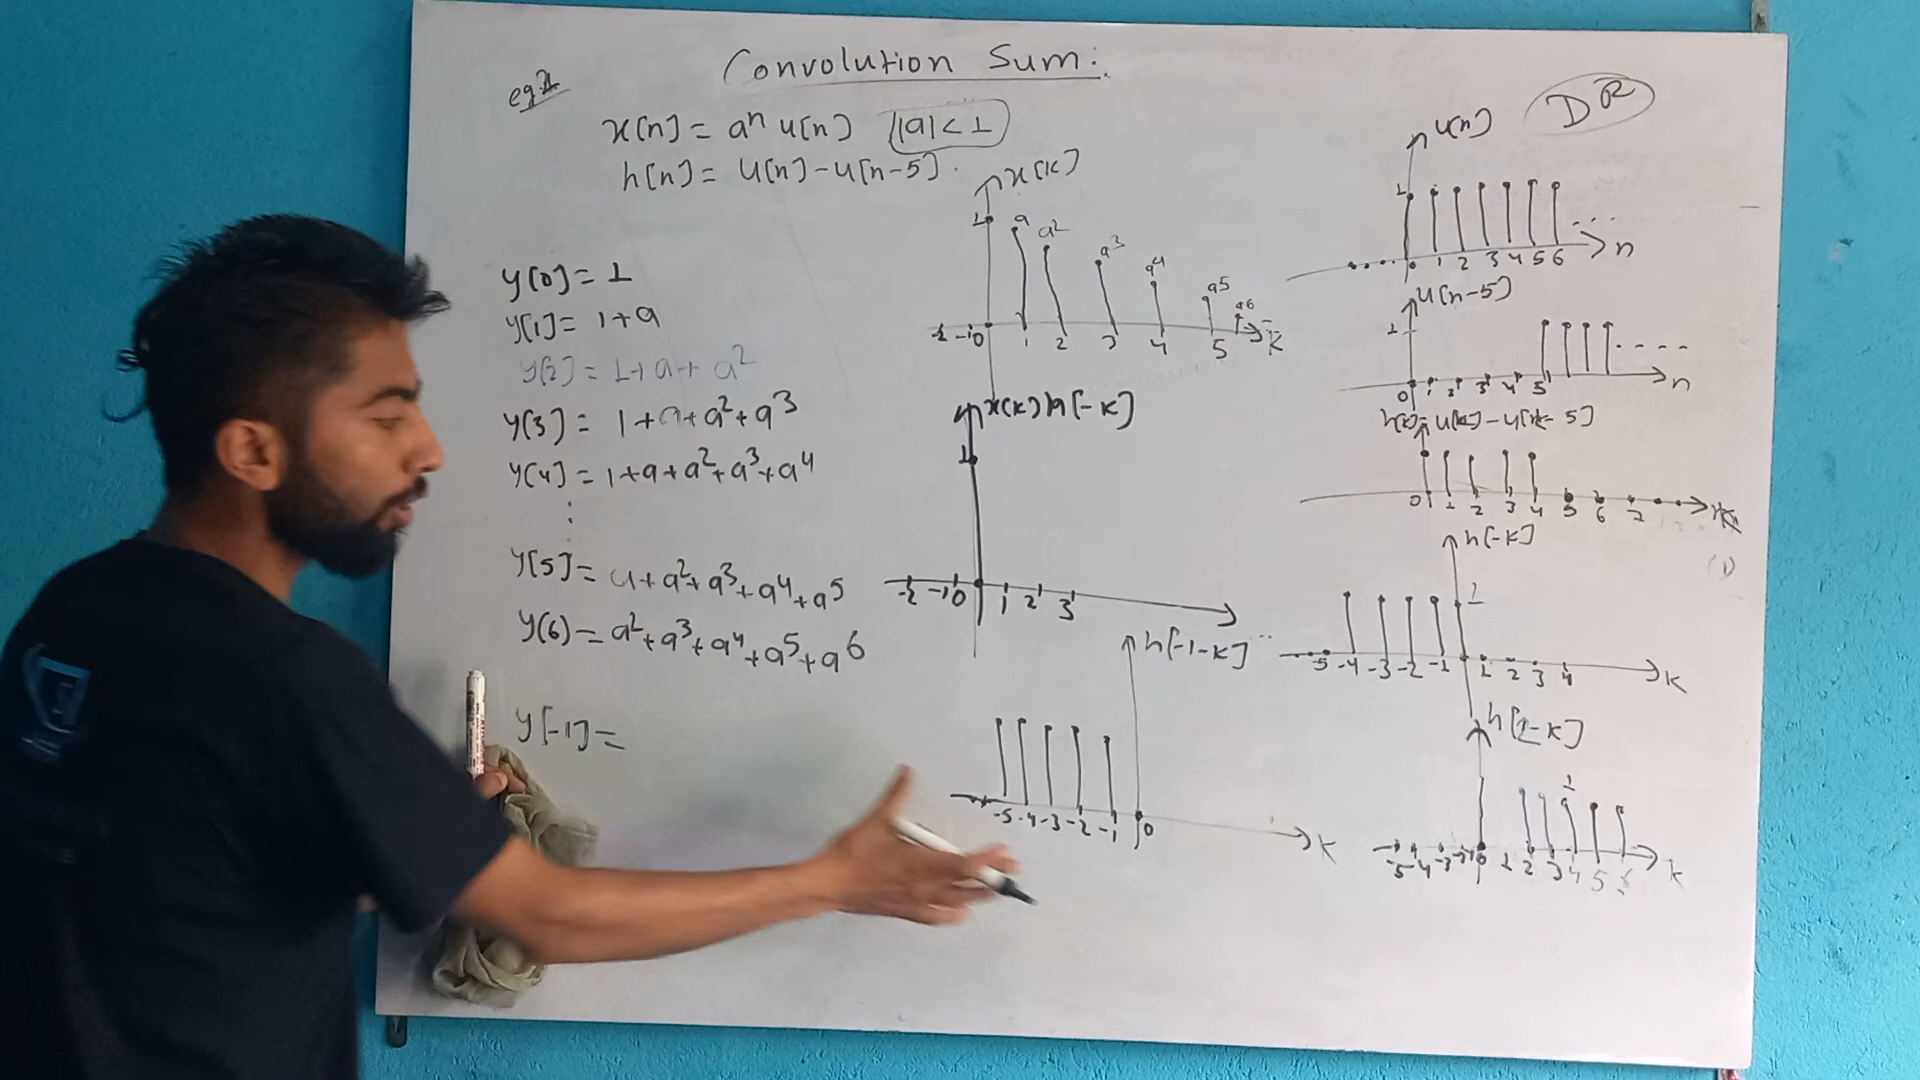 Convolution Sum:
eg.
x[n] = aⁿ u[n] |a| < 1
h[n] = u[n] - u[n-5].
y[0] = 1
y[1] = 1+a
y[2] = 1+a+a²
y[3] = 1+a+a²+a³
y[4] = 1+a+a²+a³+a⁴
⋮
y[5] = a+a²+a³+a⁴+a⁵
y[6] = a²+a³+a⁴+a⁵+a⁶
y[-1] =
x[k]
1 a a² a³ a⁴ a⁵ a⁶
-2 -1 0 1 2 3 4 5 k
x[k] h[-k]
1
-2 -1 0 1 2 3
h[-1-k]
-5 -4 -3 -2 -1 0 k
DR
u[n]
1
1 2 3 4 5 6 n
u[n-5]
1
0 1 2 3 4 5 n
-5]
0 1 2 3 4 5 6 7
h[-k]
1
-5 -4 -3 -2 -1 1 2 3 4 k
-k]
1
-5 -4 -3 2 3 4 5 k